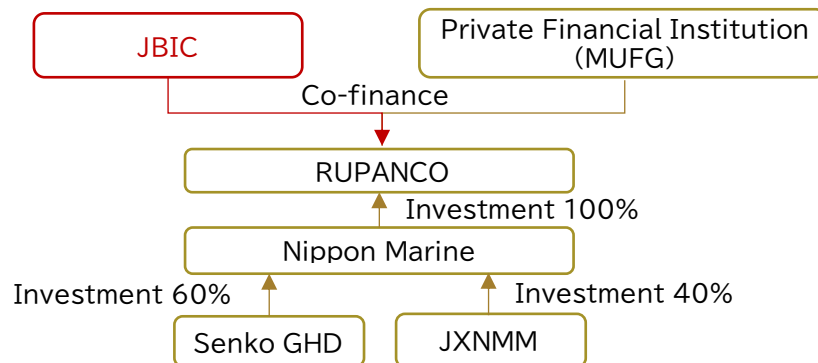 JBIC
Private Financial Institution
(MUFG)
Co-finance
RUPANCO
Investment 100%
Nippon Marine
Investment 60%
Investment 40%
Senko GHD
JXNMM